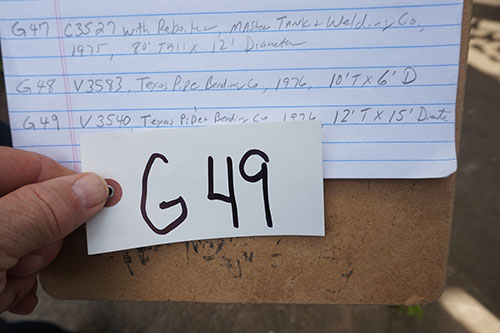 G47 C3527 with Reboiler, Master Tank & Welding Co,
1975, 80' Tall x 12' Diameter
G48 V3583, Texas Pipe Bending Co, 1976, 10' T x 6' D
G49 V3540, Texas Pipe Bending Co 1976 12' T x 15'
G49